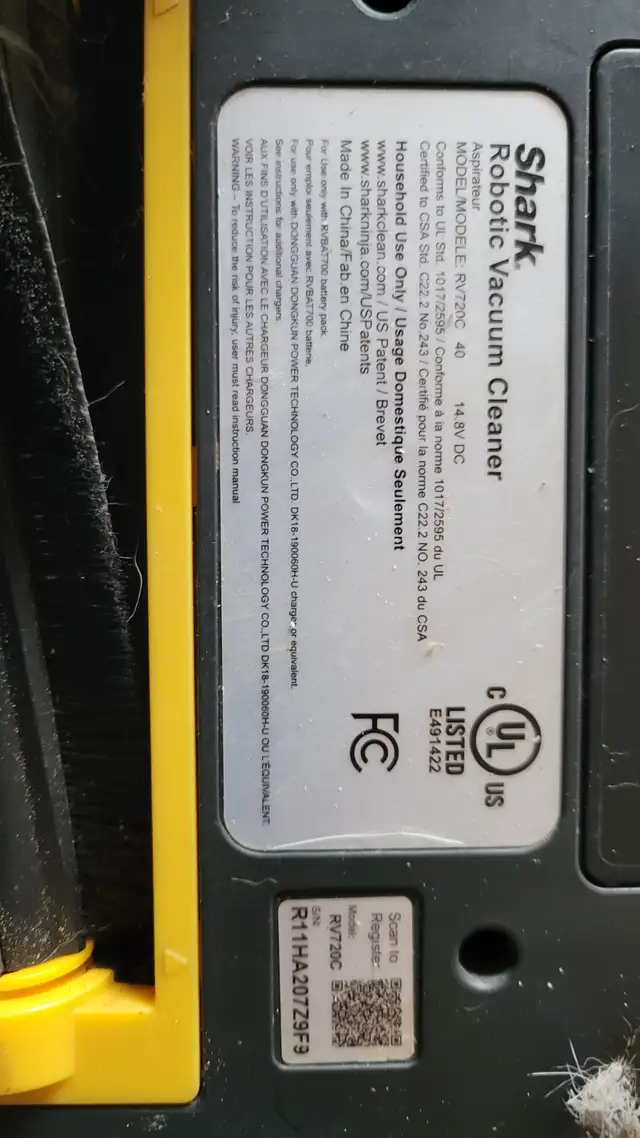 Shark
Robotic Vacuum Cleaner
Aspirateur
MODEL/MODELE: RV720C 40 14.8V DC
Conforms to UL Std. 1017/2595 / Conforme à la norme 1017/2595 du UL
Certified to CSA Std. C22.2 No.243 / Certifié pour la norme C22.2 NO. 243 du CSA
Household Use Only / Usage Domestique Seulement
www.sharkclean.com / US Patent / Brevet
www.sharkninja.com/USPatents
Made In China/Fab.en Chine
For Use only with RVBAT700 battery pack
Pour emploi seulement avec RVBAT700 batterie
For use only with DONGGUAN DONGKUN POWER TECHNOLOGY CO.,LTD. DK18-190060H-U charger or equivalent.
See instructions for additional chargers.
AUX FINS D'UTILISATION AVEC LE CHARGEUR DONGGUAN DONGKUN POWER TECHNOLOGY CO.,LTD DK18-190060H-U OU L'ÉQUIVALENT.
VOIR LES INSTRUCTION POUR LES AUTRES CHARGEURS.
WARNING – To reduce the risk of injury, user must read instruction manual
C UL ® US
LISTED
E491422
FC
Scan to
Register:
Model:
RV720C
S/N:
R11HA207Z9F9